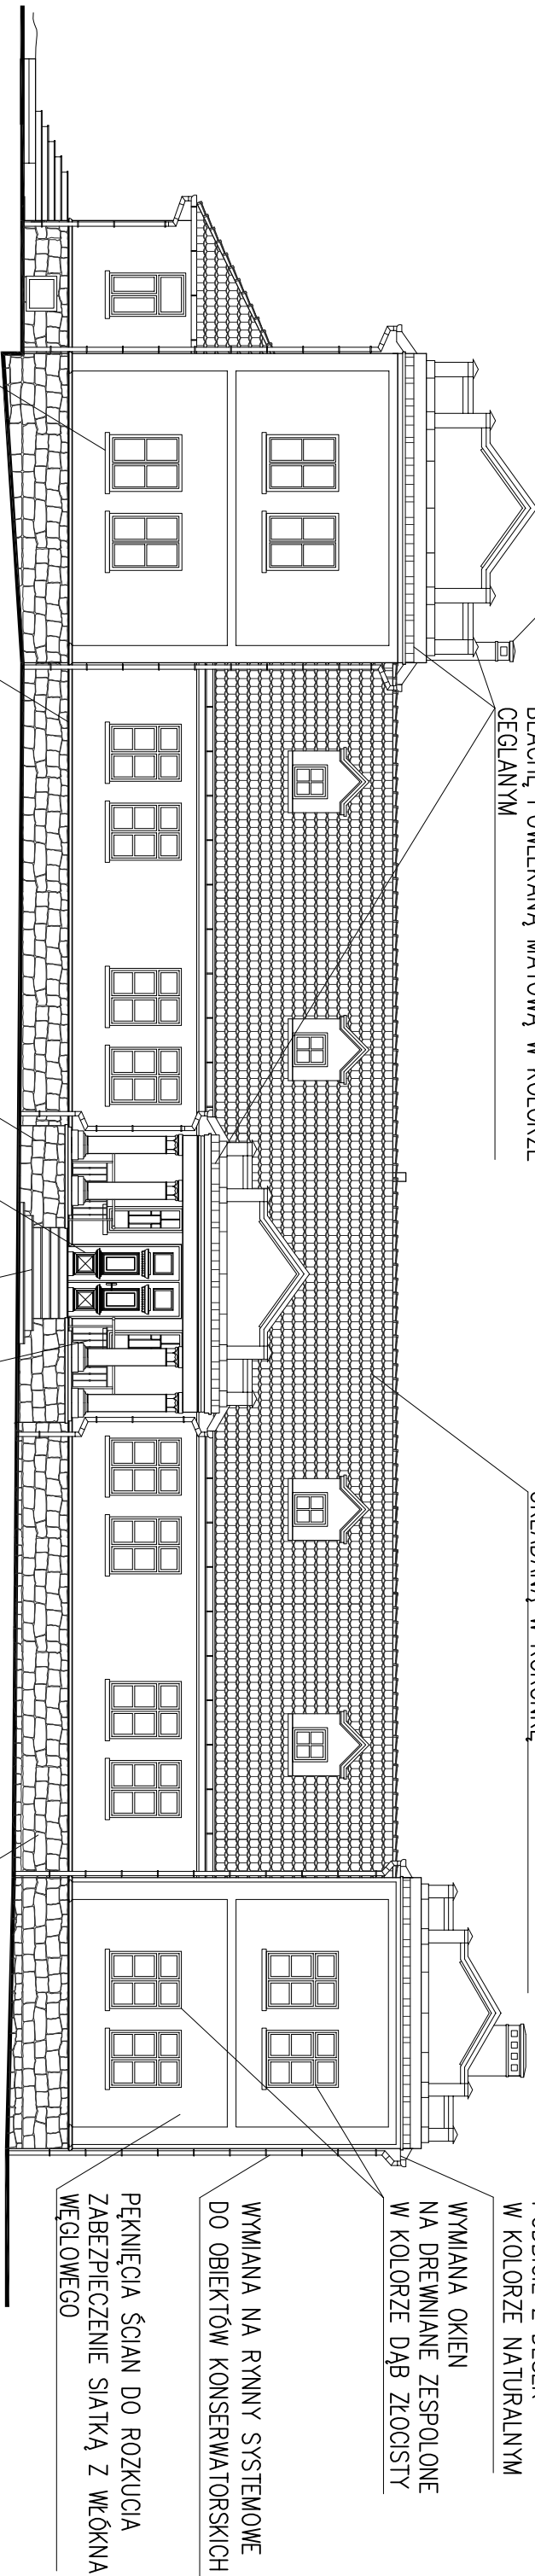 CEGLANYM
W KOLORZE NATURALNYM
WYMIANA OKIEN
NA DREWNIANE ZESPOLONE
W KOLORZE DĄB ZŁOCISTY
WYMIANA NA RYNNY SYSTEMOWE
DO OBIEKTÓW KONSERWATORSKICH
PĘKNIĘCIA ŚCIAN DO ROZKUCIA
ZABEZPIECZENIE SIATKĄ Z WŁÓKNA
WĘGLOWEGO